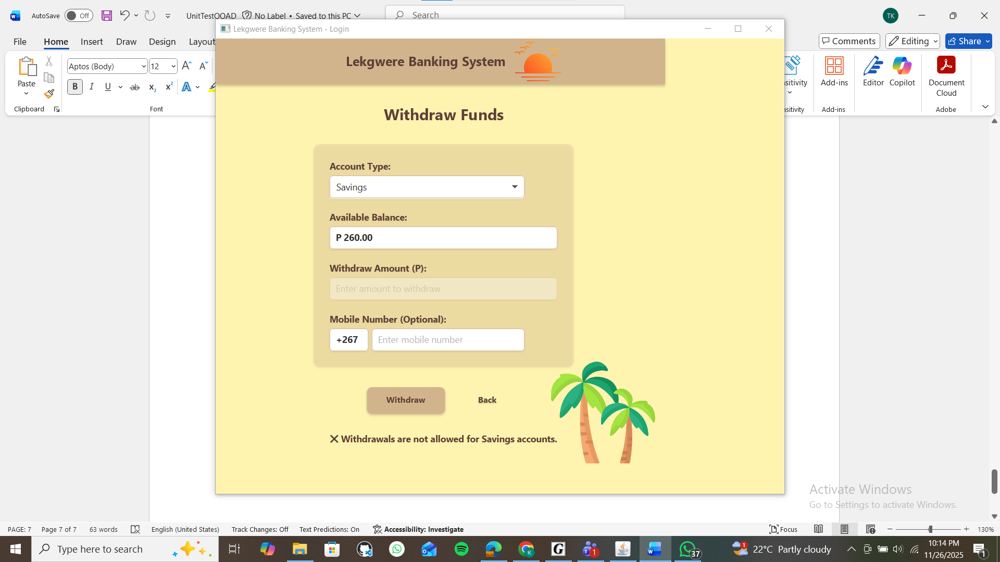 AutoSave Off UnitTestOOAD No Label • Saved to this PC Search TK
Lekgwere Banking System - Login
File Home Insert Draw Design Layout Comments Editing Share
Lekgwere Banking System
Paste
Clipboard
Aptos (Body) 12
B I U ab x₂ x² A
Font
Add-ins
Add-ins
Editor Copilot
Document
Cloud
Adobe
Withdraw Funds
Account Type:
Savings
Available Balance:
P 260.00
Withdraw Amount (P):
Enter amount to withdraw
Mobile Number (Optional):
+267 Enter mobile number
Withdraw Back
❌ Withdrawals are not allowed for Savings accounts.
Activate Windows
Go to Settings to activate Windows.
PAGE: 7 Page 7 of 7 63 words English (United States) Track Changes: Off Text Predictions: On Accessibility: Investigate Focus 130%
Type here to search 1 37 1 22°C Partly cloudy 10:14 PM
11/26/2025 1